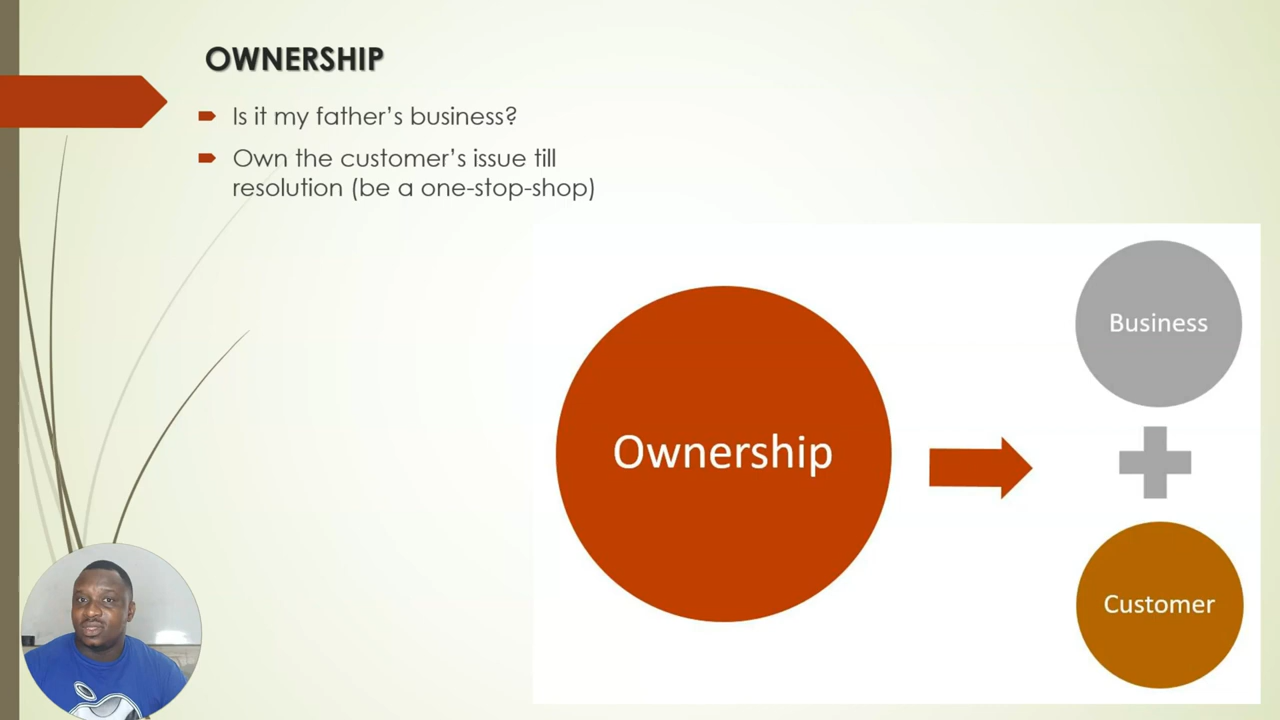 OWNERSHIP
Is it my father's business?
Own the customer's issue till
resolution (be a one-stop-shop)
Ownership
Business
Customer